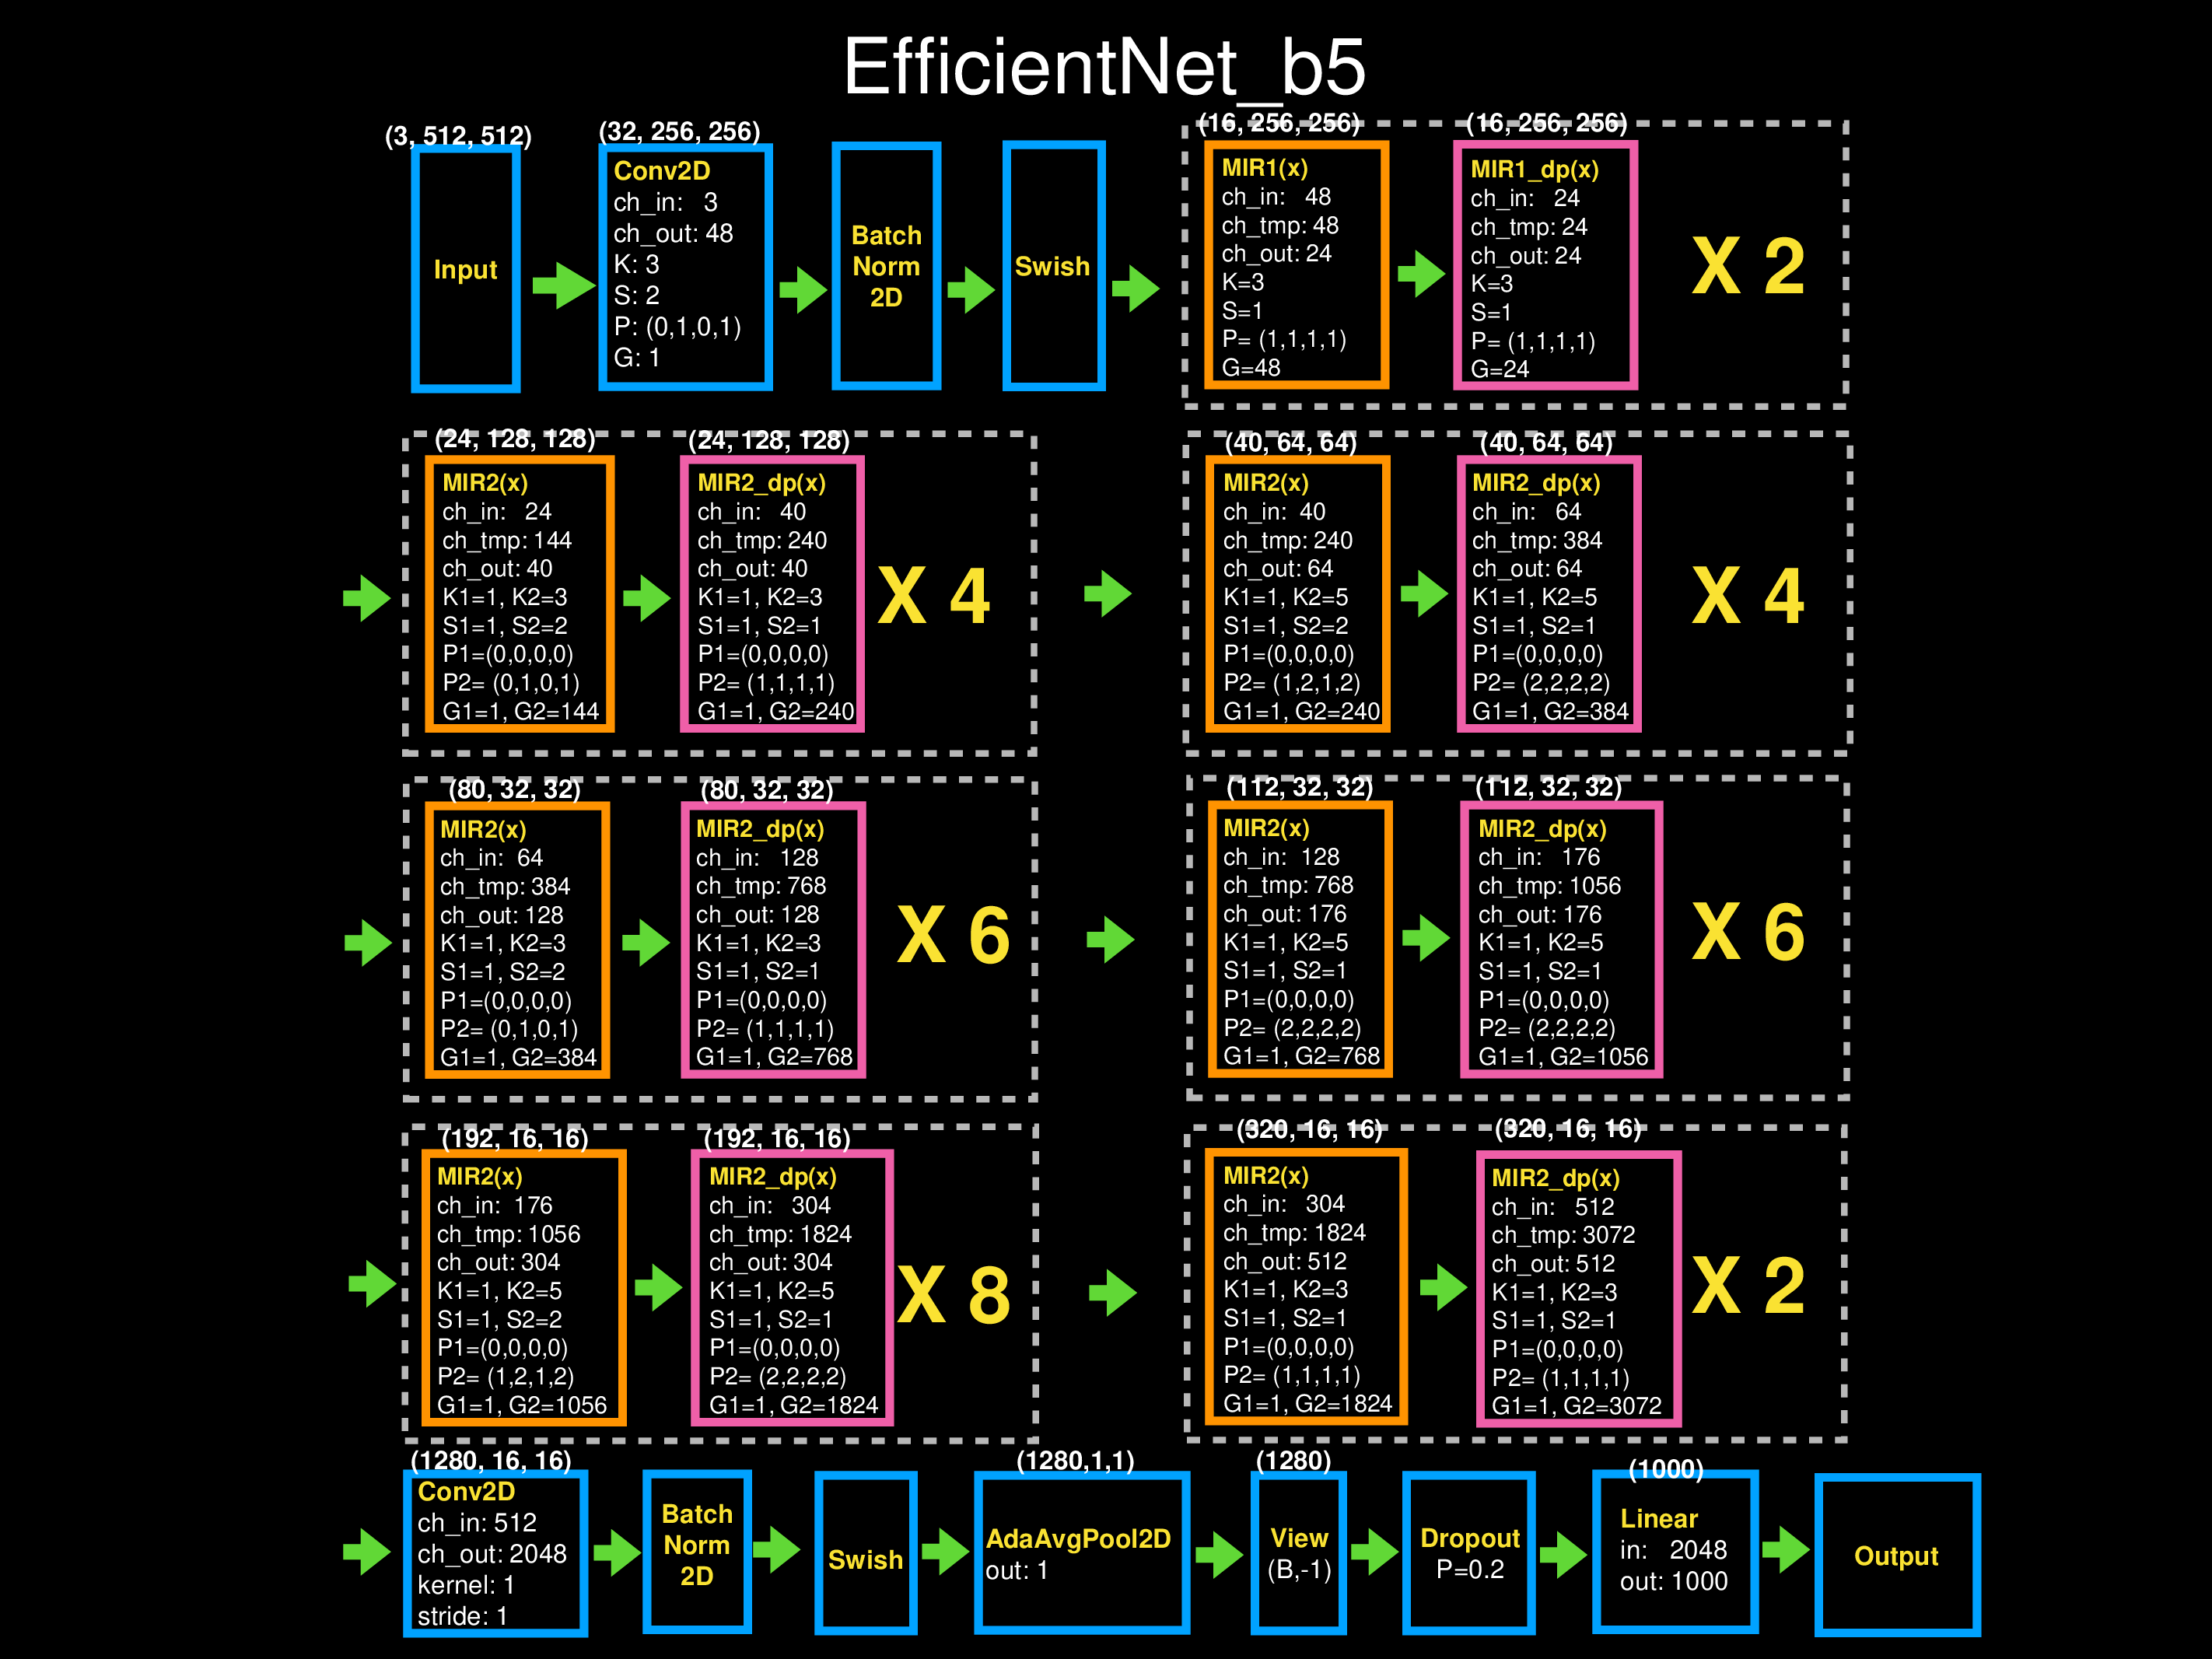 EfficientNet_b5
(3, 512, 512)
Input
(32, 256, 256)
Conv2D
ch_in: 3
ch_out: 48
K: 3
S: 2
P: (0,1,0,1)
G: 1
Batch
Norm
2D
Swish
(16, 256, 256)
MIR1(x)
ch_in: 48
ch_tmp: 48
ch_out: 24
K=3
S=1
P= (1,1,1,1)
G=48
(16, 256, 256)
MIR1_dp(x)
ch_in: 24
ch_tmp: 24
ch_out: 24
K=3
S=1
P= (1,1,1,1)
G=24
X 2
(24, 128, 128)
MIR2(x)
ch_in: 24
ch_tmp: 144
ch_out: 40
K1=1, K2=3
S1=1, S2=2
P1=(0,0,0,0)
P2= (0,1,0,1)
G1=1, G2=144
(24, 128, 128)
MIR2_dp(x)
ch_in: 40
ch_tmp: 240
ch_out: 40
K1=1, K2=3
S1=1, S2=1
P1=(0,0,0,0)
P2= (1,1,1,1)
G1=1, G2=240
X 4
(40, 64, 64)
MIR2(x)
ch_in: 40
ch_tmp: 240
ch_out: 64
K1=1, K2=5
S1=1, S2=2
P1=(0,0,0,0)
P2= (1,2,1,2)
G1=1, G2=240
(40, 64, 64)
MIR2_dp(x)
ch_in: 64
ch_tmp: 384
ch_out: 64
K1=1, K2=5
S1=1, S2=1
P1=(0,0,0,0)
P2= (2,2,2,2)
G1=1, G2=384
X 4
(80, 32, 32)
MIR2(x)
ch_in: 64
ch_tmp: 384
ch_out: 128
K1=1, K2=3
S1=1, S2=2
P1=(0,0,0,0)
P2= (0,1,0,1)
G1=1, G2=384
(80, 32, 32)
MIR2_dp(x)
ch_in: 128
ch_tmp: 768
ch_out: 128
K1=1, K2=3
S1=1, S2=1
P1=(0,0,0,0)
P2= (1,1,1,1)
G1=1, G2=768
X 6
(112, 32, 32)
MIR2(x)
ch_in: 128
ch_tmp: 768
ch_out: 176
K1=1, K2=5
S1=1, S2=1
P1=(0,0,0,0)
P2= (2,2,2,2)
G1=1, G2=768
(112, 32, 32)
MIR2_dp(x)
ch_in: 176
ch_tmp: 1056
ch_out: 176
K1=1, K2=5
S1=1, S2=1
P1=(0,0,0,0)
P2= (2,2,2,2)
G1=1, G2=1056
X 6
(192, 16, 16)
MIR2(x)
ch_in: 176
ch_tmp: 1056
ch_out: 304
K1=1, K2=5
S1=1, S2=2
P1=(0,0,0,0)
P2= (1,2,1,2)
G1=1, G2=1056
(192, 16, 16)
MIR2_dp(x)
ch_in: 304
ch_tmp: 1824
ch_out: 304
K1=1, K2=5
S1=1, S2=1
P1=(0,0,0,0)
P2= (2,2,2,2)
G1=1, G2=1824
X 8
(320, 16, 16)
MIR2(x)
ch_in: 304
ch_tmp: 1824
ch_out: 512
K1=1, K2=3
S1=1, S2=1
P1=(0,0,0,0)
P2= (1,1,1,1)
G1=1, G2=1824
(320, 16, 16)
MIR2_dp(x)
ch_in: 512
ch_tmp: 3072
ch_out: 512
K1=1, K2=3
S1=1, S2=1
P1=(0,0,0,0)
P2= (1,1,1,1)
G1=1, G2=3072
X 2
(1280, 16, 16)
Conv2D
ch_in: 512
ch_out: 2048
kernel: 1
stride: 1
Batch
Norm
2D
Swish
(1280,1,1)
AdaAvgPool2D
out: 1
(1280)
View
(B,-1)
Dropout
P=0.2
(1000)
Linear
in: 2048
out: 1000
Output